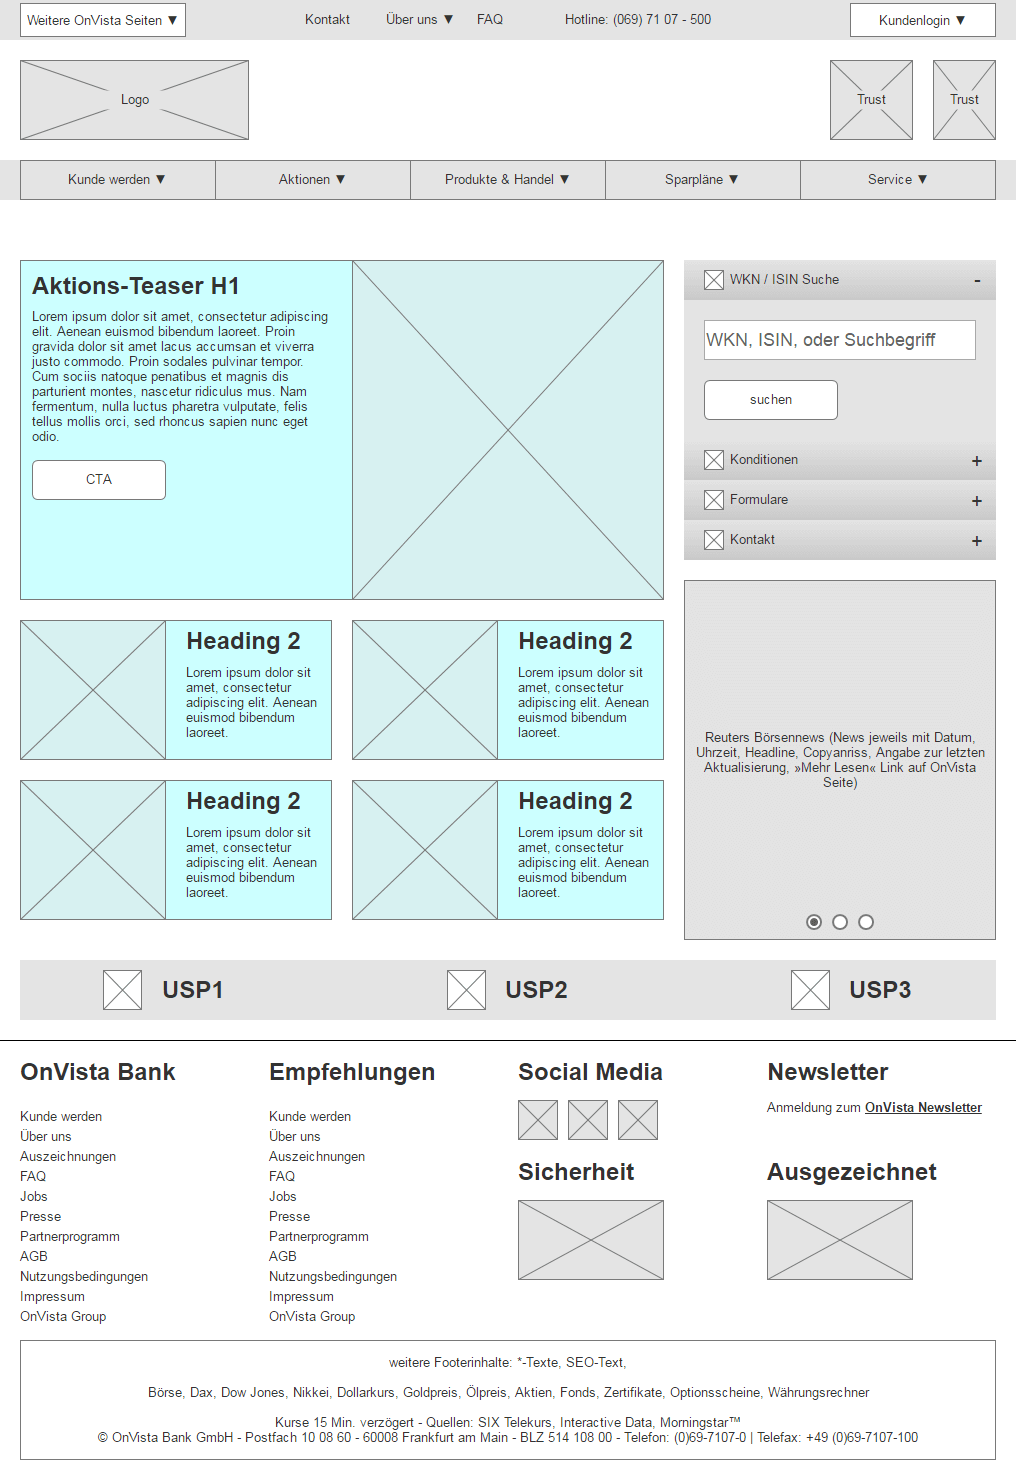 Weitere OnVista Seiten ▼
Kontakt
Über uns ▼
FAQ
Hotline: (069) 71 07 - 500
Kundenlogin ▼
Logo
Trust
Trust
Kunde werden ▼
Aktionen ▼
Produkte & Handel ▼
Sparpläne ▼
Service ▼
Aktions-Teaser H1
Lorem ipsum dolor sit amet, consectetur adipiscing
elit. Aenean euismod bibendum laoreet. Proin
gravida dolor sit amet lacus accumsan et viverra
justo commodo. Proin sodales pulvinar tempor.
Cum sociis natoque penatibus et magnis dis
parturient montes, nascetur ridiculus mus. Nam
fermentum, nulla luctus pharetra vulputate, felis
tellus mollis orci, sed rhoncus sapien nunc eget
odio.
CTA
WKN / ISIN Suche -
WKN, ISIN, oder Suchbegriff
suchen
Konditionen +
Formulare +
Kontakt +
Heading 2
Lorem ipsum dolor sit
amet, consectetur
adipiscing elit. Aenean
euismod bibendum
laoreet.
Heading 2
Lorem ipsum dolor sit
amet, consectetur
adipiscing elit. Aenean
euismod bibendum
laoreet.
Heading 2
Lorem ipsum dolor sit
amet, consectetur
adipiscing elit. Aenean
euismod bibendum
laoreet.
Heading 2
Lorem ipsum dolor sit
amet, consectetur
adipiscing elit. Aenean
euismod bibendum
laoreet.
Reuters Börsennews (News jeweils mit Datum,
Uhrzeit, Headline, Copyanriss, Angabe zur letzten
Aktualisierung, »Mehr Lesen« Link auf OnVista
Seite)
USP1
USP2
USP3
OnVista Bank
Kunde werden
Über uns
Auszeichnungen
FAQ
Jobs
Presse
Partnerprogramm
AGB
Nutzungsbedingungen
Impressum
OnVista Group
Empfehlungen
Kunde werden
Über uns
Auszeichnungen
FAQ
Jobs
Presse
Partnerprogramm
AGB
Nutzungsbedingungen
Impressum
OnVista Group
Social Media
Sicherheit
Newsletter
Anmeldung zum OnVista Newsletter
Ausgezeichnet
weitere Footerinhalte: *-Texte, SEO-Text,
Börse, Dax, Dow Jones, Nikkei, Dollarkurs, Goldpreis, Ölpreis, Aktien, Fonds, Zertifikate, Optionsscheine, Währungsrechner
Kurse 15 Min. verzögert - Quellen: SIX Telekurs, Interactive Data, Morningstar™
© OnVista Bank GmbH - Postfach 10 08 60 - 60008 Frankfurt am Main - BLZ 514 108 00 - Telefon: (0)69-7107-0 | Telefax: +49 (0)69-7107-100